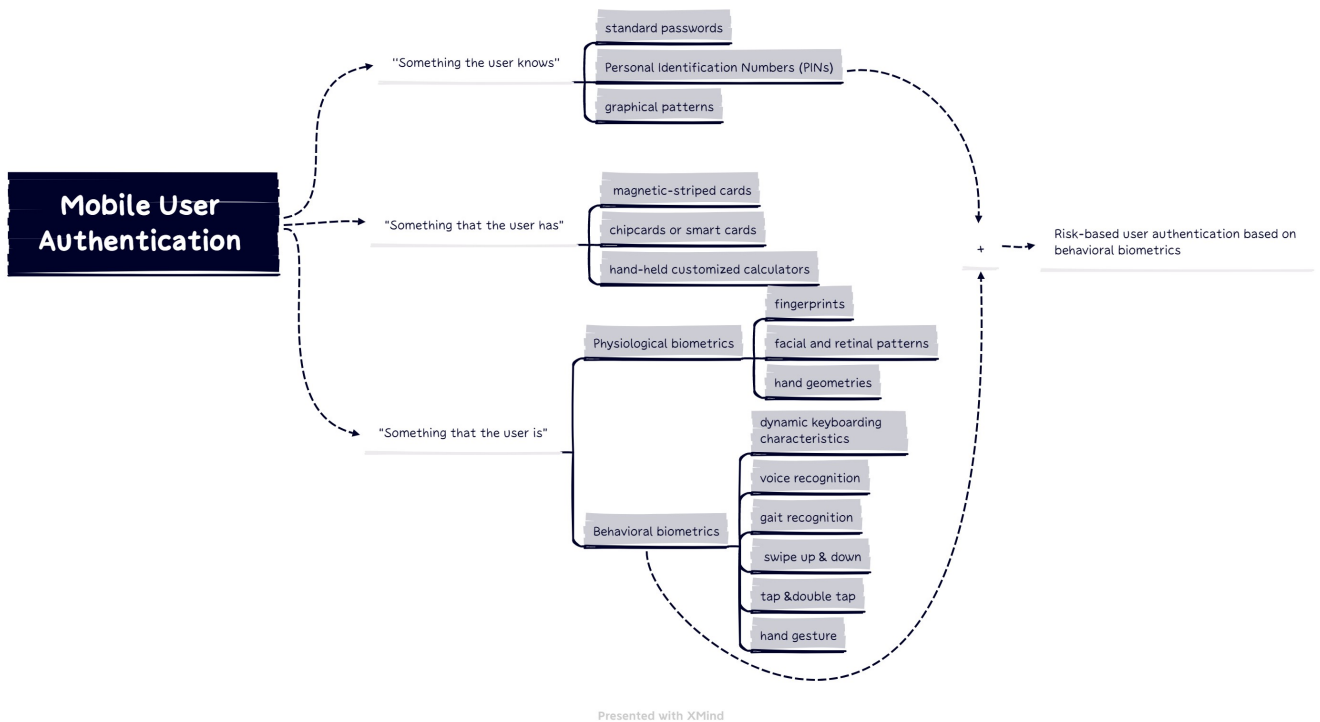 Mobile User
Authentication
"Something the user knows"
standard passwords
Personal Identification Numbers (PINs)
graphical patterns
"Something that the user has"
magnetic-striped cards
chipcards or smart cards
hand-held customized calculators
"Something that the user is"
Physiological biometrics
fingerprints
facial and retinal patterns
hand geometries
Behavioral biometrics
dynamic keyboarding
characteristics
voice recognition
gait recognition
swipe up & down
tap &double tap
hand gesture
+
Risk-based user authentication based on
behavioral biometrics
Presented with XMind